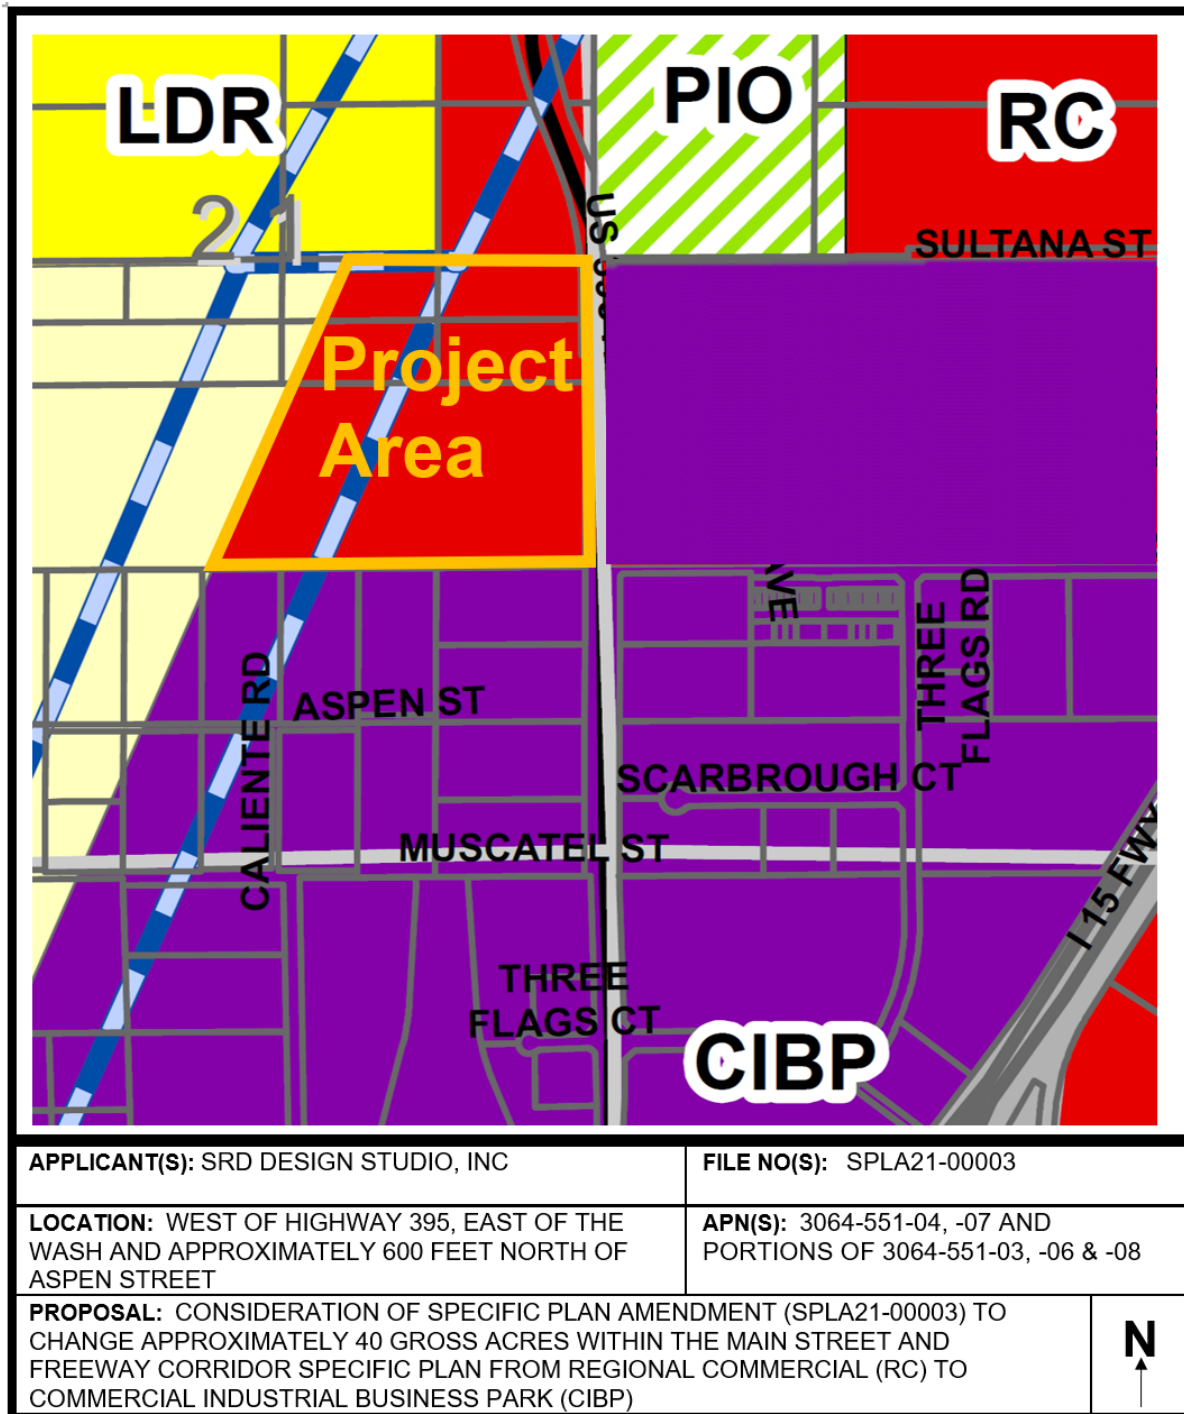 LDR
PIO
RC
21
US
SULTANA ST
Project
Area
AVE
THREE
FLAGS RD
CALIENTE RD
ASPEN ST
SCARBROUGH CT
MUSCATEL ST
I 15 FWY
THREE
FLAGS CT
CIBP
APPLICANT(S): SRD DESIGN STUDIO, INC
FILE NO(S): SPLA21-00003
LOCATION: WEST OF HIGHWAY 395, EAST OF THE
WASH AND APPROXIMATELY 600 FEET NORTH OF
ASPEN STREET
APN(S): 3064-551-04, -07 AND
PORTIONS OF 3064-551-03, -06 & -08
PROPOSAL: CONSIDERATION OF SPECIFIC PLAN AMENDMENT (SPLA21-00003) TO
CHANGE APPROXIMATELY 40 GROSS ACRES WITHIN THE MAIN STREET AND
FREEWAY CORRIDOR SPECIFIC PLAN FROM REGIONAL COMMERCIAL (RC) TO
COMMERCIAL INDUSTRIAL BUSINESS PARK (CIBP)
N